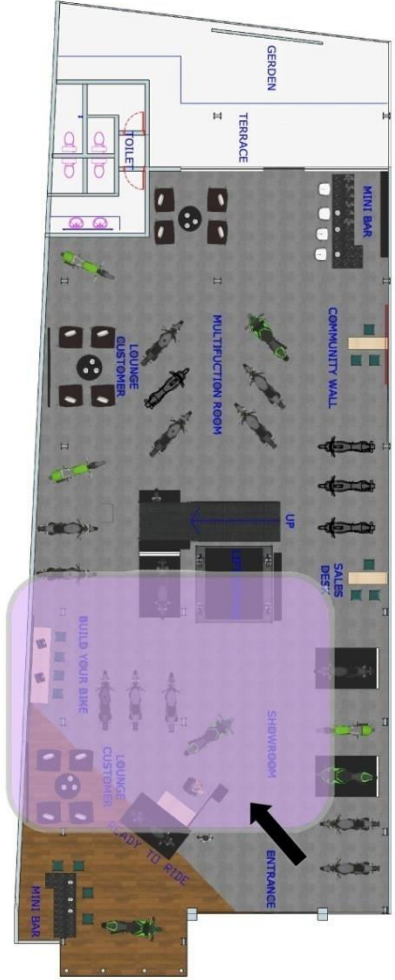 GERDEN
TERRACE
TOILET
MINI BAR
COMMUNITY WALL
MULTIFUCTION ROOM
LOUNGE
CUSTOMER
UP
SALES
DESK
BUILD YOUR BIKE
SHOWROOM
LOUNGE
CUSTOMER
READY TO RIDE
ENTRANCE
MINI BAR